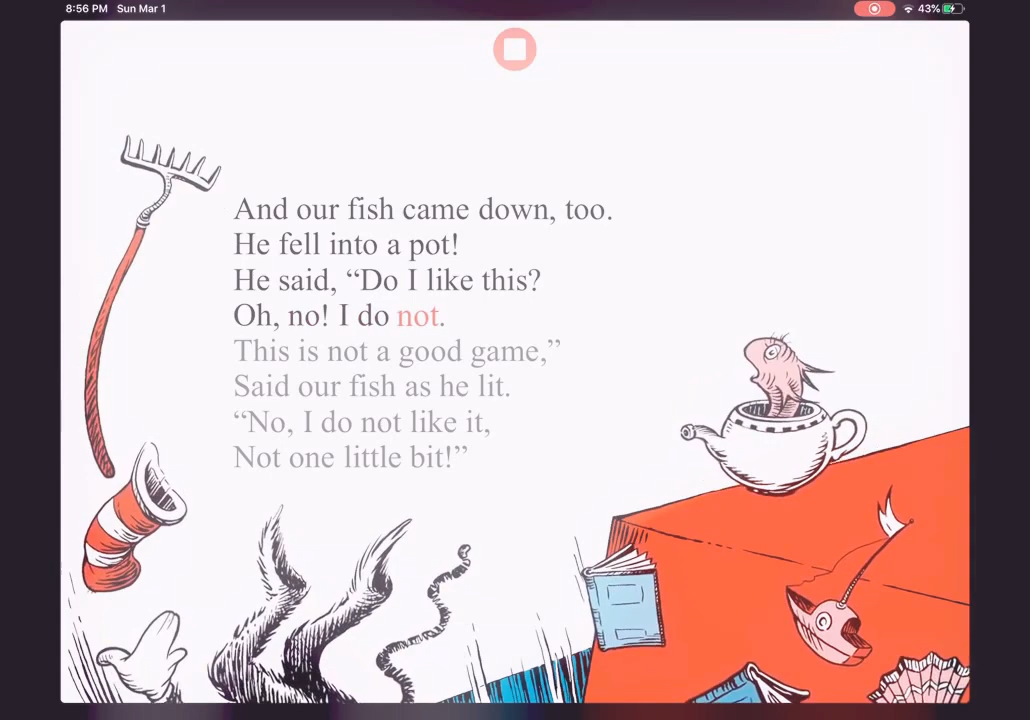 8:56 PM Sun Mar 1 43%
And our fish came down, too.
He fell into a pot!
He said, “Do I like this?
Oh, no! I do not.
This is not a good game,”
Said our fish as he lit.
“No, I do not like it,
Not one little bit!”